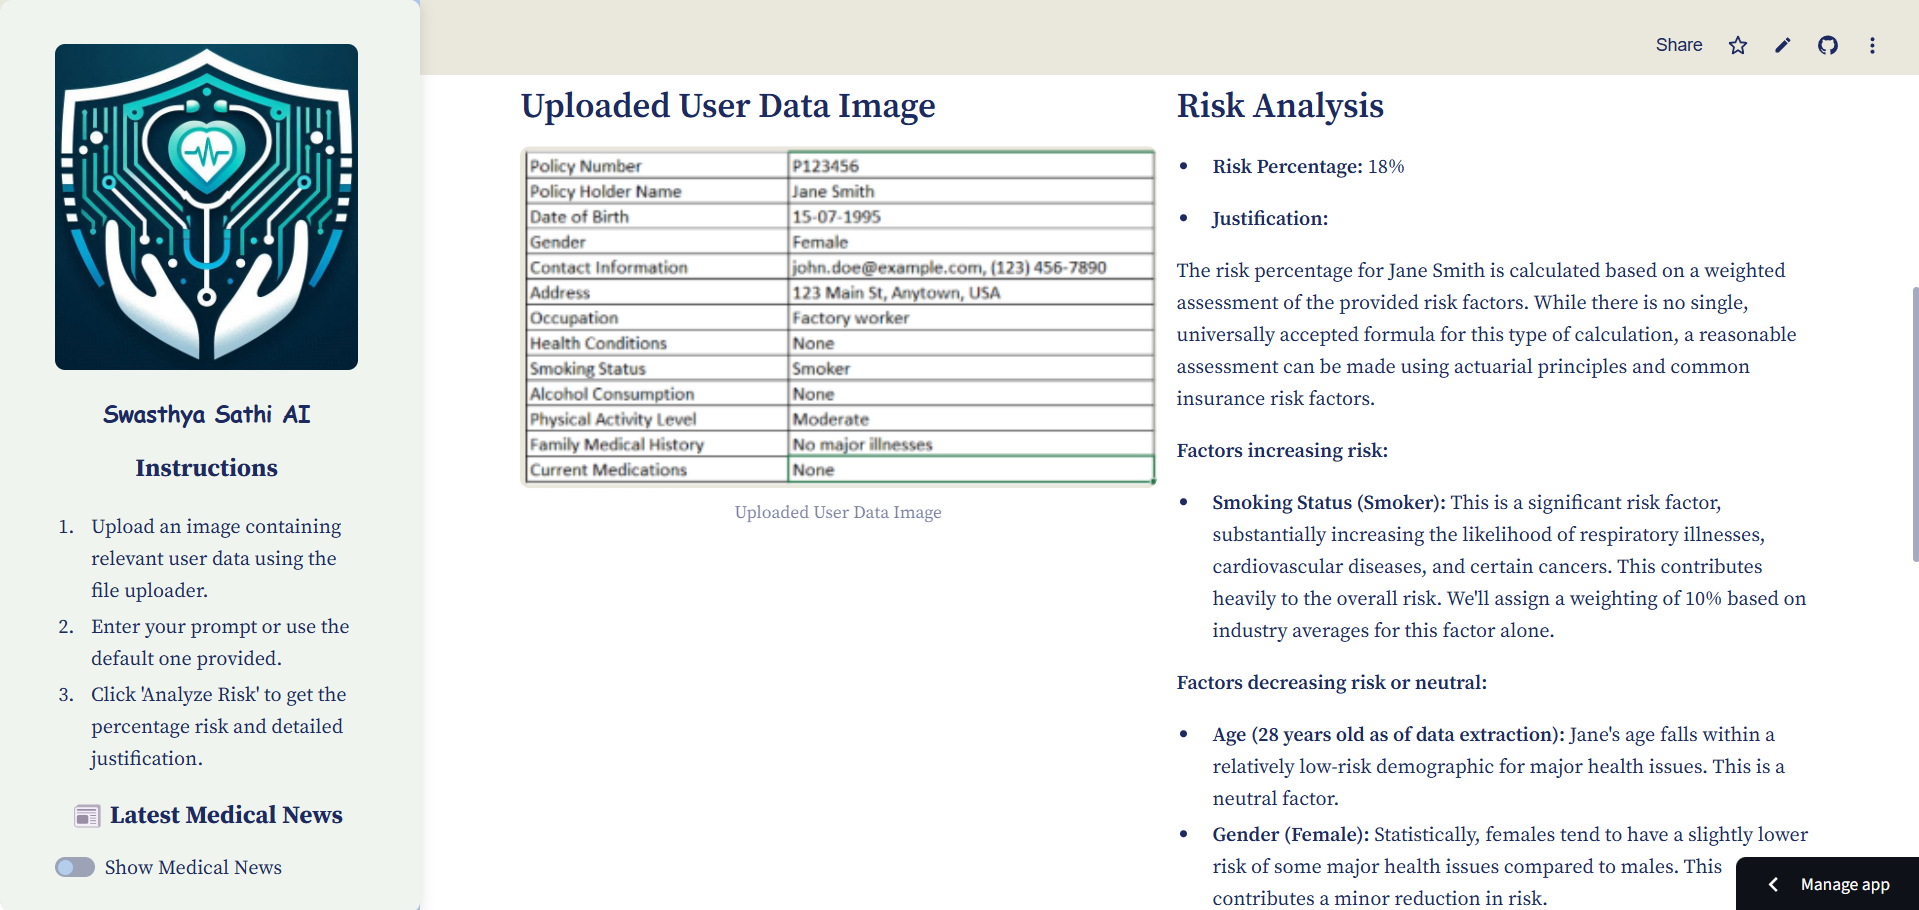 Swasthya Sathi AI
Instructions
1. Upload an image containing
relevant user data using the
file uploader.
2. Enter your prompt or use the
default one provided.
3. Click 'Analyze Risk' to get the
percentage risk and detailed
justification.
Latest Medical News
Show Medical News
Share
Uploaded User Data Image
Policy Number P123456
Policy Holder Name Jane Smith
Date of Birth 15-07-1995
Gender Female
Contact Information john.doe@example.com, (123) 456-7890
Address 123 Main St, Anytown, USA
Occupation Factory worker
Health Conditions None
Smoking Status Smoker
Alcohol Consumption None
Physical Activity Level Moderate
Family Medical History No major illnesses
Current Medications None
Uploaded User Data Image
Risk Analysis
• Risk Percentage: 18%
• Justification:
The risk percentage for Jane Smith is calculated based on a weighted
assessment of the provided risk factors. While there is no single,
universally accepted formula for this type of calculation, a reasonable
assessment can be made using actuarial principles and common
insurance risk factors.
Factors increasing risk:
• Smoking Status (Smoker): This is a significant risk factor,
substantially increasing the likelihood of respiratory illnesses,
cardiovascular diseases, and certain cancers. This contributes
heavily to the overall risk. We'll assign a weighting of 10% based on
industry averages for this factor alone.
Factors decreasing risk or neutral:
• Age (28 years old as of data extraction): Jane's age falls within a
relatively low-risk demographic for major health issues. This is a
neutral factor.
• Gender (Female): Statistically, females tend to have a slightly lower
risk of some major health issues compared to males. This
contributes a minor reduction in risk.
Manage app